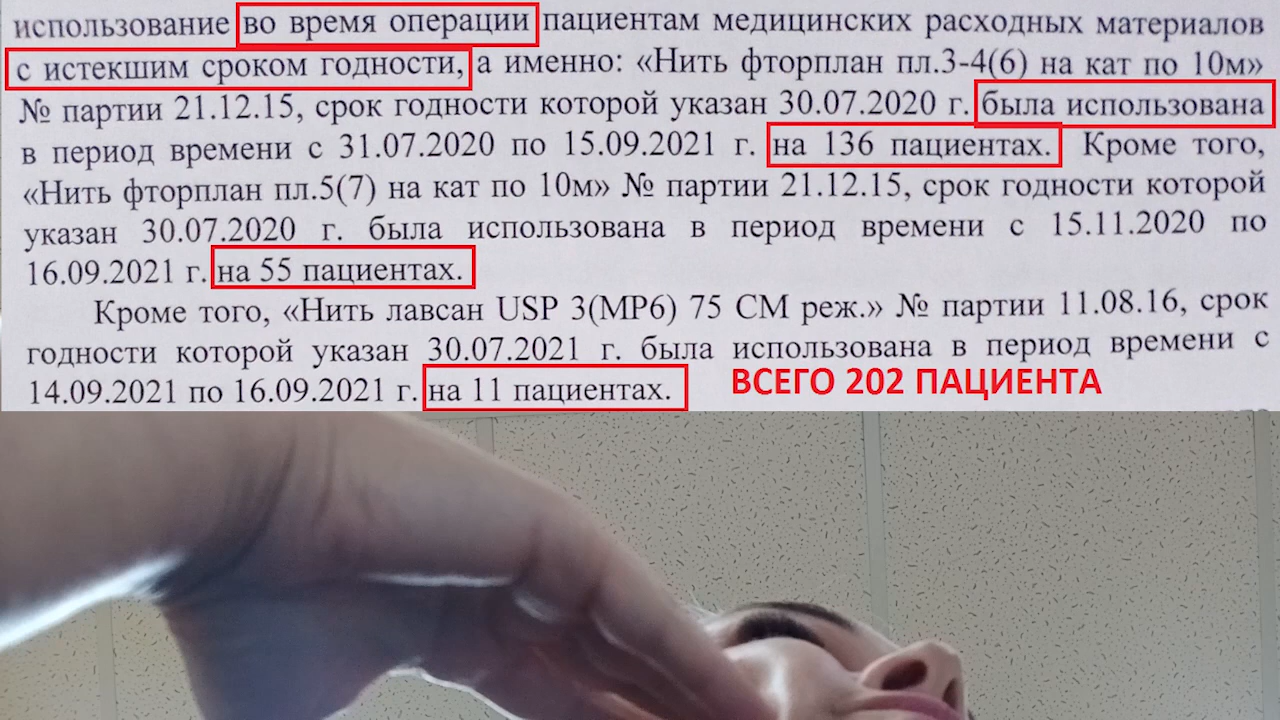 использование во время операции пациентам медицинских расходных материалов
с истекшим сроком годности, а именно: «Нить фторплан пл.3-4(6) на кат по 10м»
№ партии 21.12.15, срок годности которой указан 30.07.2020 г. была использована
в период времени с 31.07.2020 по 15.09.2021 г. на 136 пациентах. Кроме того,
«Нить фторплан пл.5(7) на кат по 10м» № партии 21.12.15, срок годности которой
указан 30.07.2020 г. была использована в период времени с 15.11.2020 по
16.09.2021 г. на 55 пациентах.
Кроме того, «Нить лавсан USP 3(МР6) 75 СМ реж.» № партии 11.08.16, срок
годности которой указан 30.07.2021 г. была использована в период времени с
14.09.2021 по 16.09.2021 г. на 11 пациентах. ВСЕГО 202 ПАЦИЕНТА